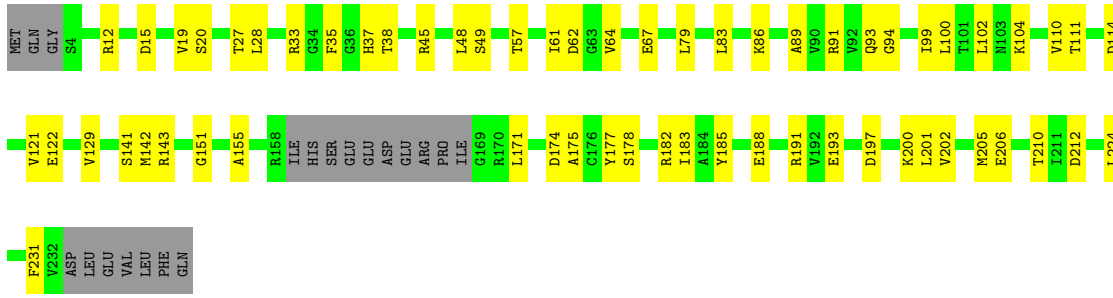 MET GLN GLY S4 R12 D15 V19 S20 T27 L28 R33 G34 F35 G36 H37 T38 R45 L48 S49 T57 I61 D62 G63 V64 E67 L79 L83 K86 A89 V90 R91 V92 Q93 G94 I99 L100 T101 L102 N103 K104 V110 T111
V121 E122 V129 S141 M142 R143 G151 A155 R158 ILE HIS SER GLU GLU ASP GLU ARG PRO ILE G169 R170 L171 D174 A175 C176 Y177 S178 R182 I183 A184 Y185 E188 R191 V192 E193 D197 K200 L201 V202 M205 E206 T210 I211 D212
F231 V232 ASP LEU GLU VAL LEU PHE GLN